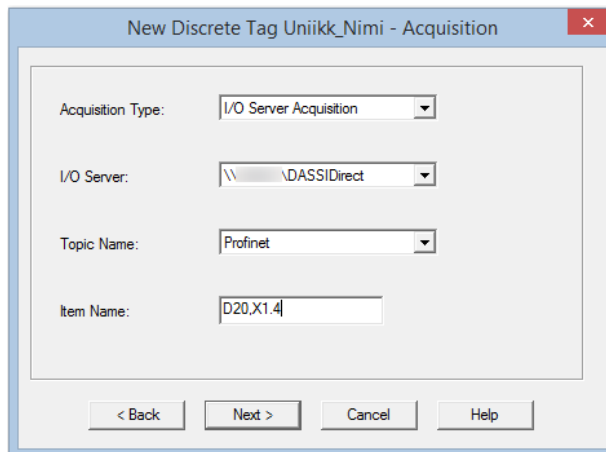 New Discrete Tag Uniikk_Nimi - Acquisition
Acquisition Type: I/O Server Acquisition
I/O Server: \\ \DASSIDirect
Topic Name: Profinet
Item Name: D20,X1.4
< Back Next > Cancel Help